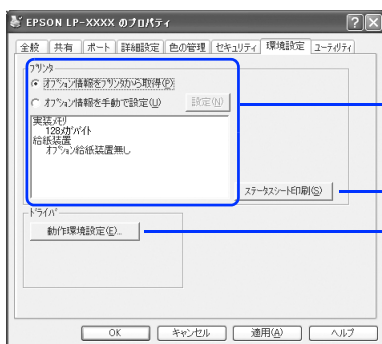 EPSON LP-XXXX のプロパティ
全般 共有 ポート 詳細設定 色の管理 セキュリティ 環境設定 ユーティリティ
プリンタ
オプション情報をプリンタから取得(P)
オプション情報を手動で設定(U) 設定(N)
実装メモリ
128メガバイト
給紙装置
オプション給紙装置無し
ステータスシート印刷(S)
ドライバ
動作環境設定(E)...
OK キャンセル 適用(A) ヘルプ